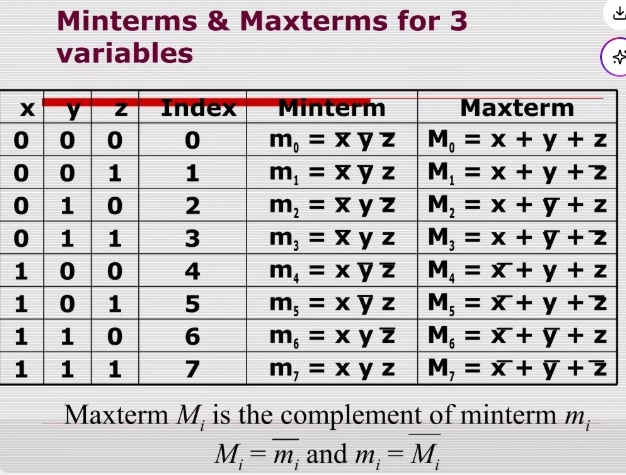 Minterms & Maxterms for 3
variables
x y z Index Minterm Maxterm
0 0 0 0 m₀ = x̅ y̅ z̅ M₀ = x + y + z
0 0 1 1 m₁ = x̅ y̅ z M₁ = x + y + z̅
0 1 0 2 m₂ = x̅ y z̅ M₂ = x + y̅ + z
0 1 1 3 m₃ = x̅ y z M₃ = x + y̅ + z̅
1 0 0 4 m₄ = x y̅ z̅ M₄ = x̅ + y + z
1 0 1 5 m₅ = x y̅ z M₅ = x̅ + y + z̅
1 1 0 6 m₆ = x y z̅ M₆ = x̅ + y̅ + z
1 1 1 7 m₇ = x y z M₇ = x̅ + y̅ + z̅
Maxterm Mᵢ is the complement of minterm mᵢ
Mᵢ = m̅ᵢ and mᵢ = M̅ᵢ